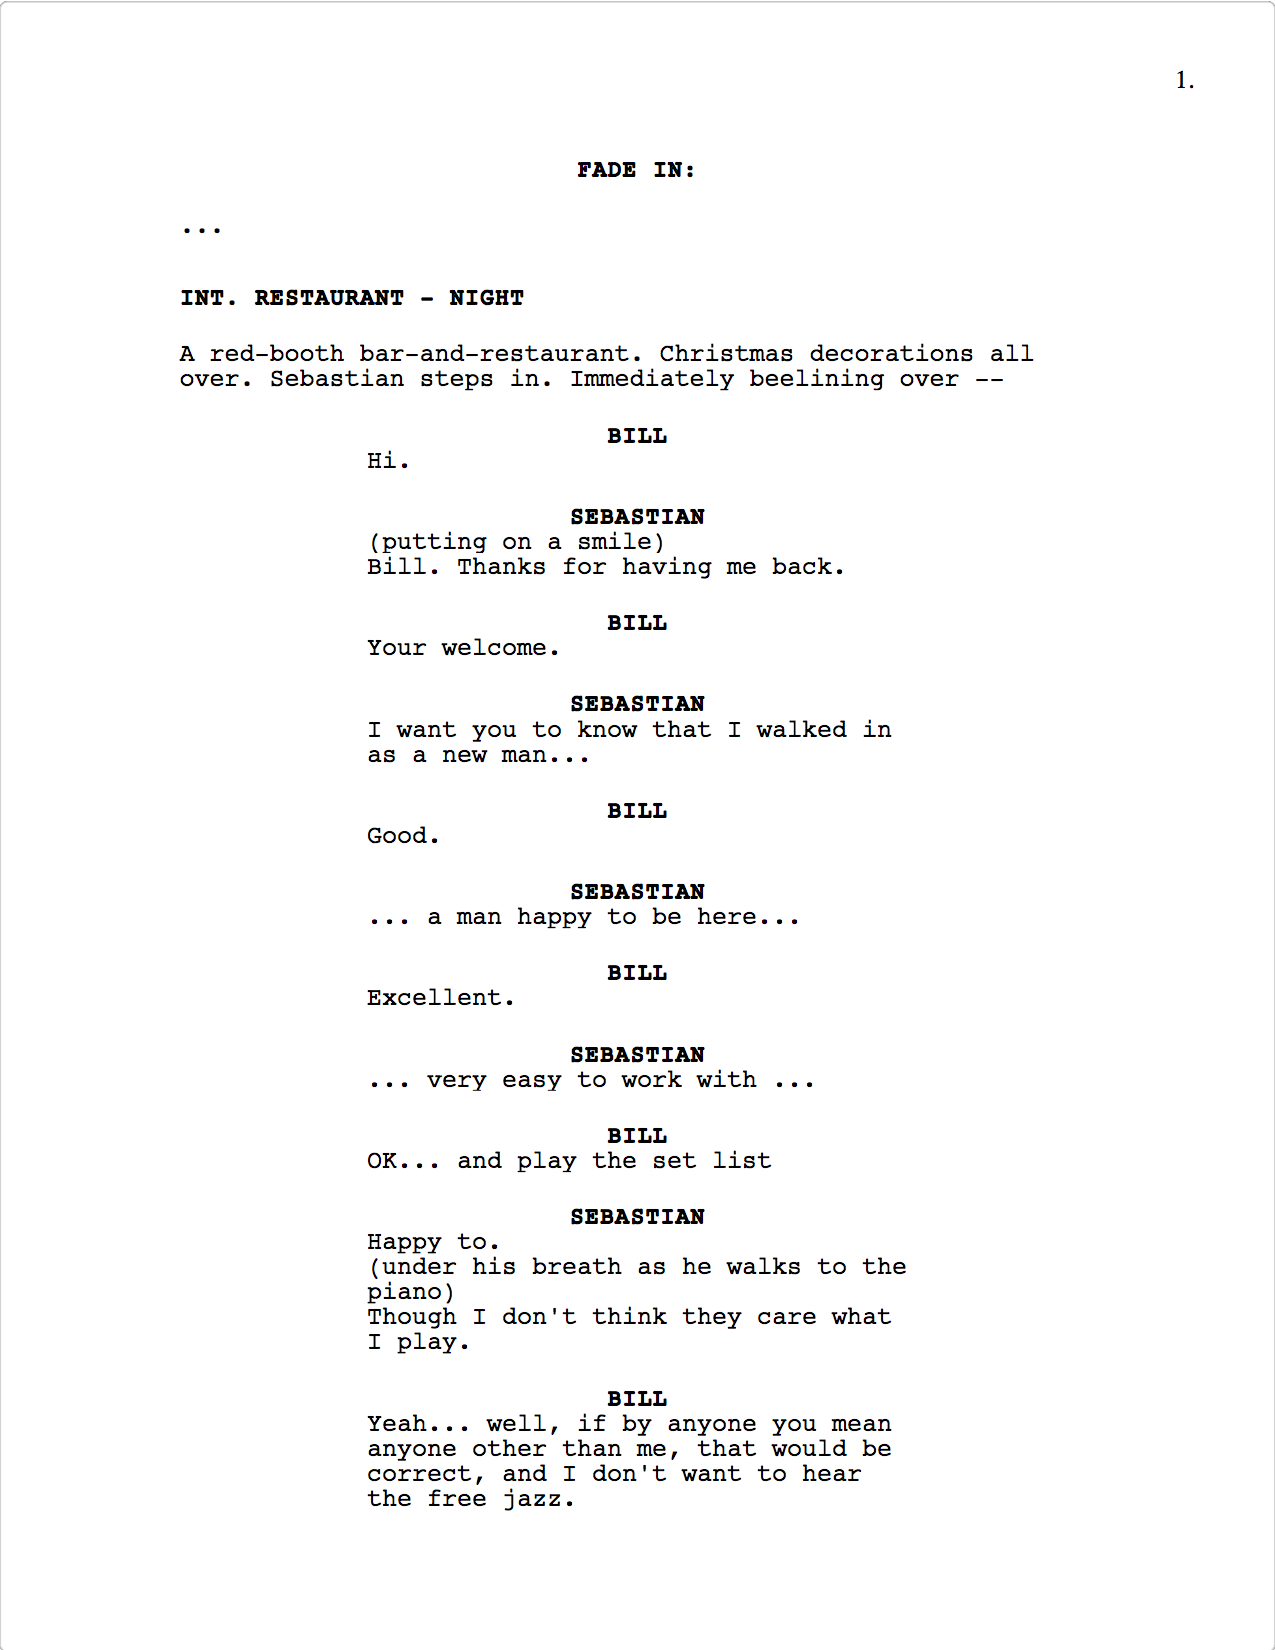 1.
FADE IN:
...
INT. RESTAURANT - NIGHT
A red-booth bar-and-restaurant. Christmas decorations all
over. Sebastian steps in. Immediately beelining over --
BILL
Hi.
SEBASTIAN
(putting on a smile)
Bill. Thanks for having me back.
BILL
Your welcome.
SEBASTIAN
I want you to know that I walked in
as a new man...
BILL
Good.
SEBASTIAN
... a man happy to be here...
BILL
Excellent.
SEBASTIAN
... very easy to work with ...
BILL
OK... and play the set list
SEBASTIAN
Happy to.
(under his breath as he walks to the
piano)
Though I don't think they care what
I play.
BILL
Yeah... well, if by anyone you mean
anyone other than me, that would be
correct, and I don't want to hear
the free jazz.